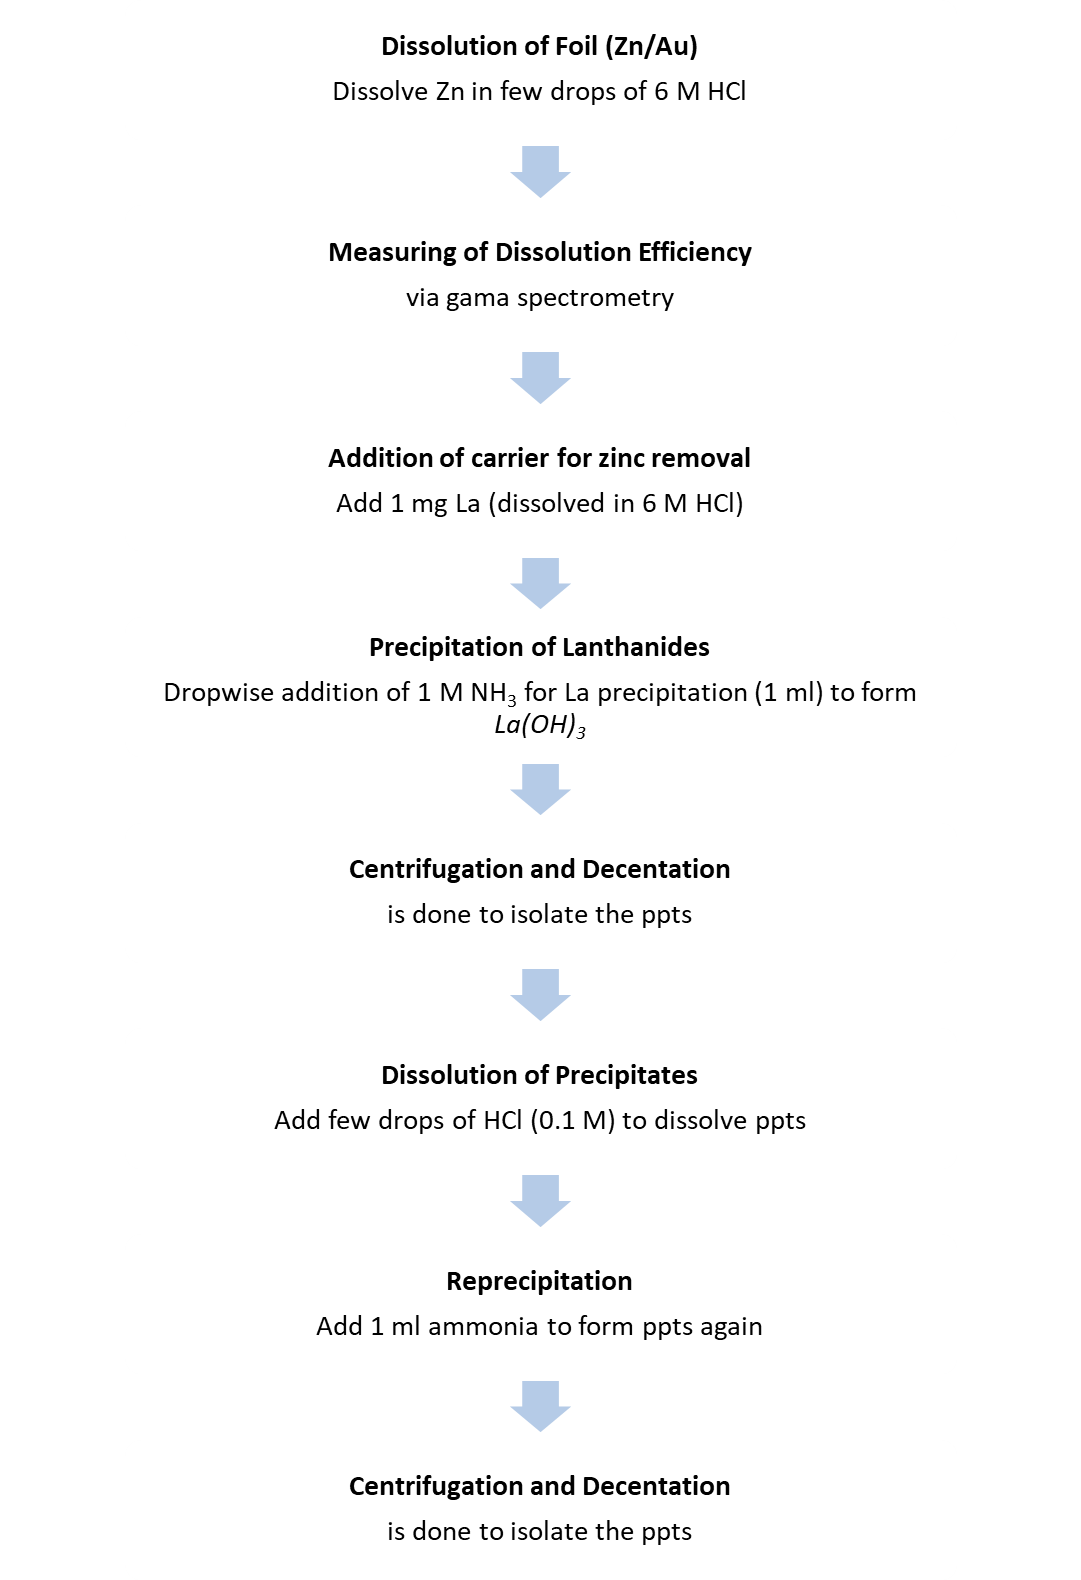 Dissolution of Foil (Zn/Au)
Dissolve Zn in few drops of 6 M HCl
Measuring of Dissolution Efficiency
via gama spectrometry
Addition of carrier for zinc removal
Add 1 mg La (dissolved in 6 M HCl)
Precipitation of Lanthanides
Dropwise addition of 1 M NH₃ for La precipitation (1 ml) to form
La(OH)₃
Centrifugation and Decentation
is done to isolate the ppts
Dissolution of Precipitates
Add few drops of HCl (0.1 M) to dissolve ppts
Reprecipitation
Add 1 ml ammonia to form ppts again
Centrifugation and Decentation
is done to isolate the ppts